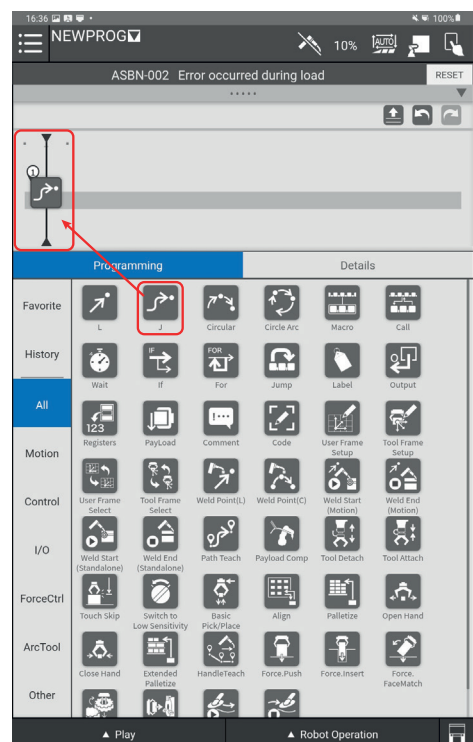 16:36 100%
NEWPROG 10% AUTO
ASBN-002 Error occurred during load RESET
1
Programming Details
Favorite
History
All
Motion
Control
I/O
ForceCtrl
ArcTool
Other
L J Circular Circle Arc Macro Call
IF FOR
Wait If For Jump Label Output
123
Registers PayLoad Comment Code User Frame Setup Tool Frame Setup
User Frame Select Tool Frame Select Weld Point(L) Weld Point(C) Weld Start (Motion) Weld End (Motion)
Weld Start (Standalone) Weld End (Standalone) Path Teach Payload Comp Tool Detach Tool Attach
Touch Skip Switch to Low Sensitivity Basic Pick/Place Align Palletize Open Hand
Close Hand Extended Palletize HandleTeach Force.Push Force.Insert Force. FaceMatch
▲ Play ▲ Robot Operation